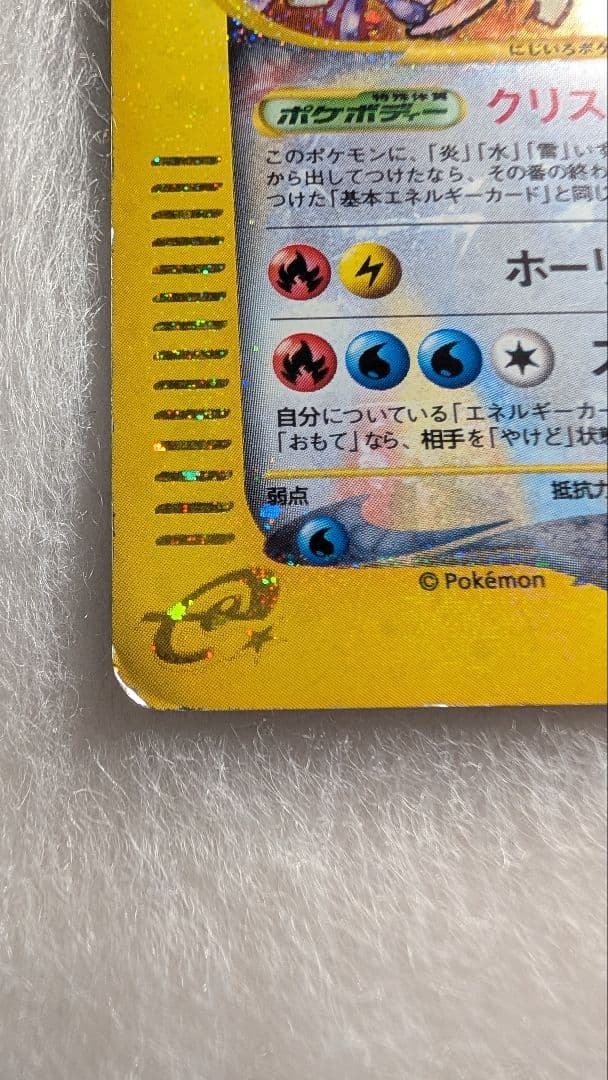 にじいろポケ
特殊体質
ポケボディー クリス
このポケモンに、「炎」「水」「雷」いず
から出してつけたなら、その番の終わ
つけた「基本エネルギーカード」と同じ
ホーリ
自分についている「エネルギーカー
「おもて」なら、相手を「やけど」状態
弱点 抵抗力
© Pokémon
e